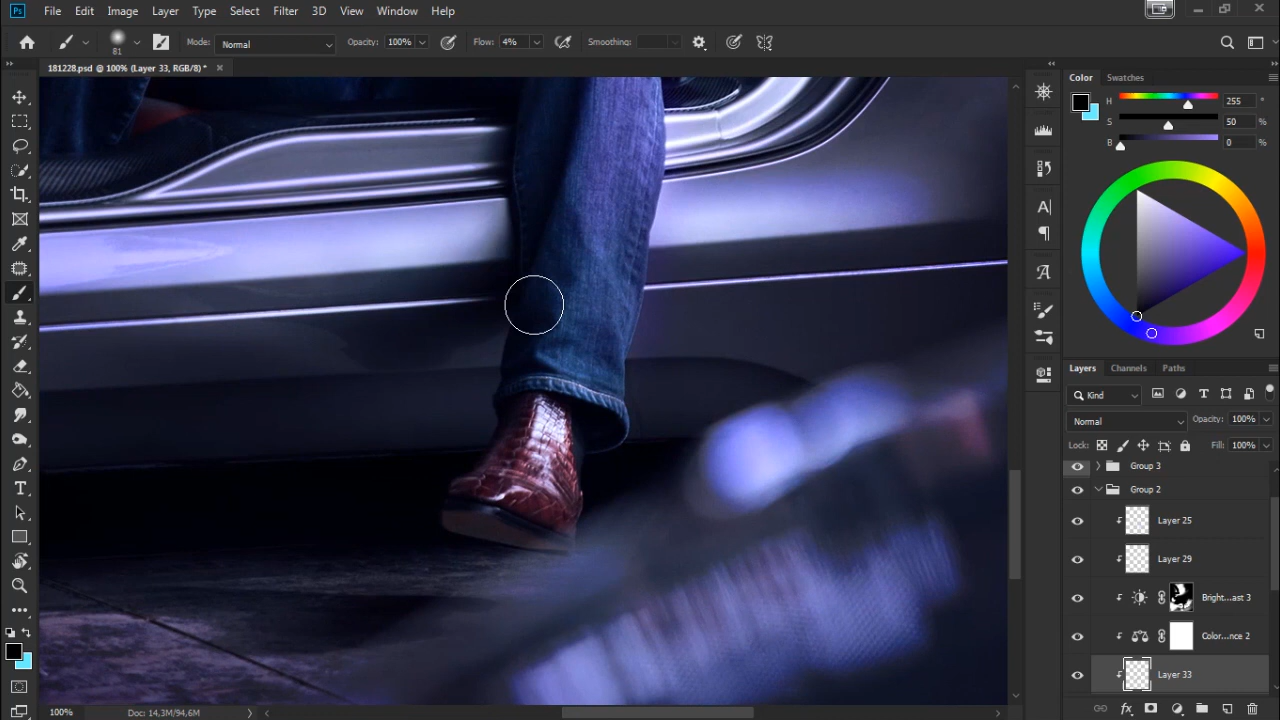 Ps File Edit Image Layer Type Select Filter 3D View Window Help
81 Mode: Normal Opacity: 100% Flow: 4% Smoothing:
181228.psd @ 100% (Layer 33, RGB/8) *
Color Swatches
H 255 °
S 50 %
B 0 %
Layers Channels Paths
Kind
Normal Opacity: 100%
Lock: Fill: 100%
Group 3
Group 2
Layer 25
Layer 29
Bright...ast 3
Color...nce 2
Layer 33
100% Doc: 14,3M/94,6M